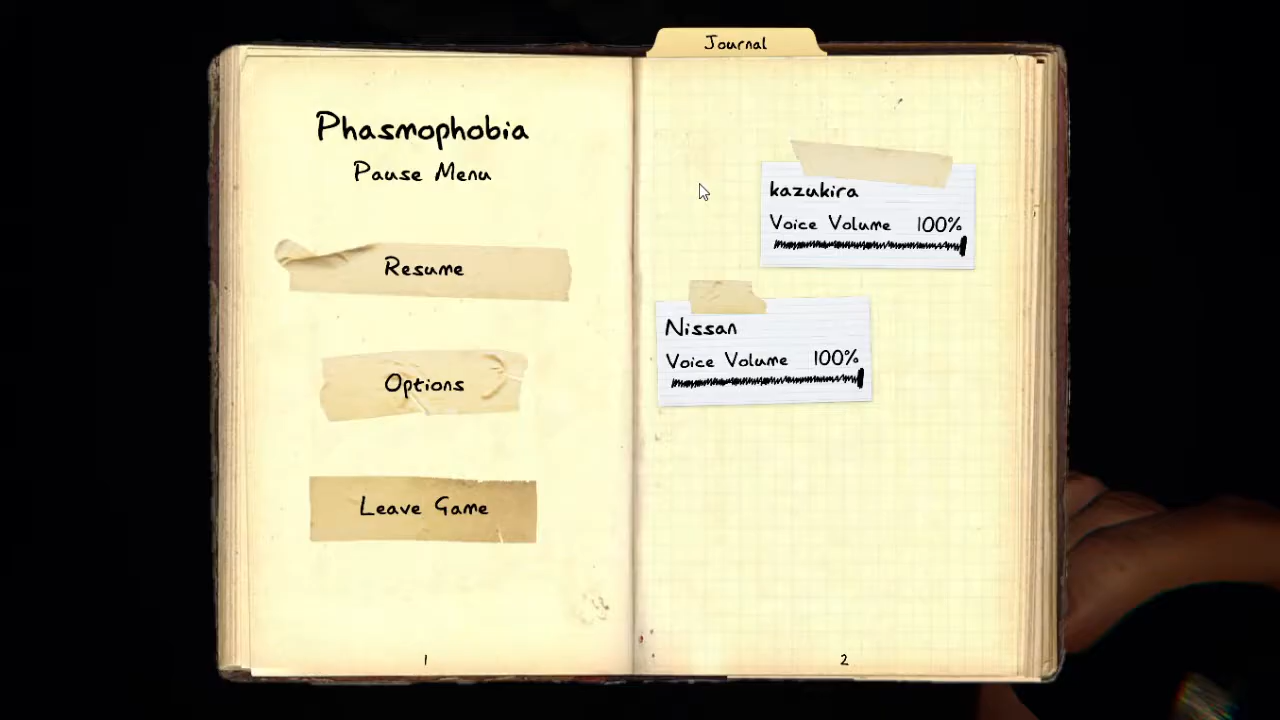 Journal
Phasmophobia
Pause Menu
Resume
Options
Leave Game
1
kazukira
Voice Volume 100%
Nissan
Voice Volume 100%
2